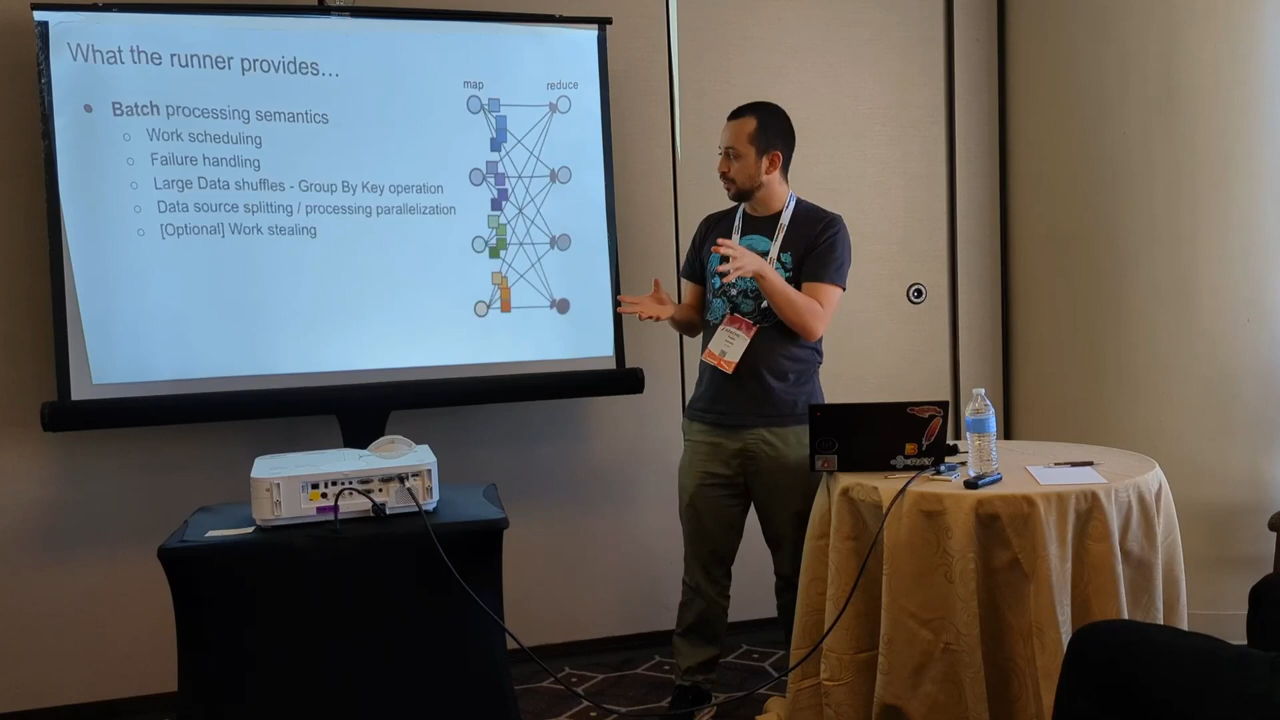 What the runner provides…
map
reduce
Batch processing semantics
Work scheduling
Failure handling
Large Data shuffles - Group By Key operation
Data source splitting / processing parallelization
[Optional] Work stealing
B
RAY